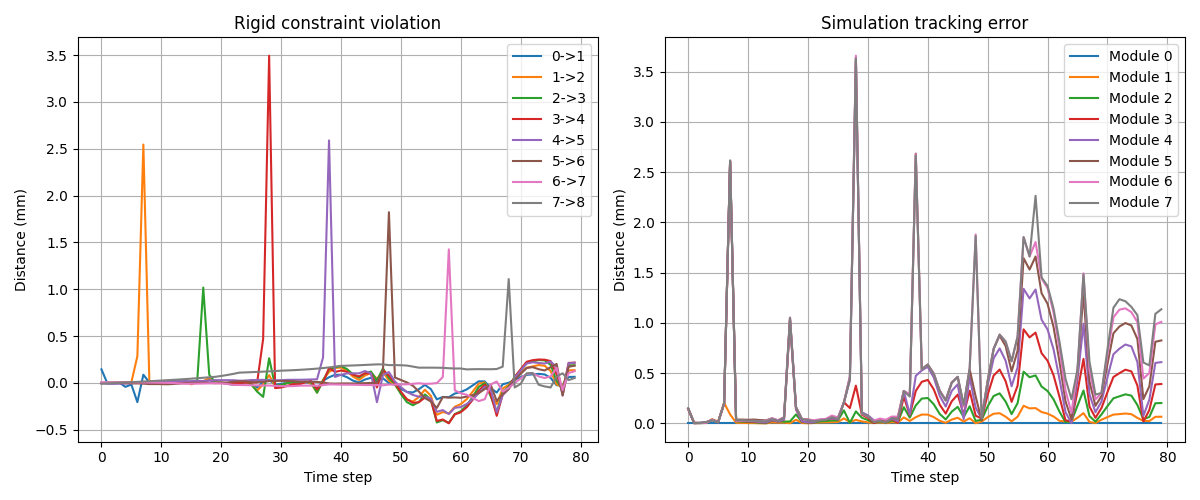 Rigid constraint violation
Distance (mm)
3.5
3.0
2.5
2.0
1.5
1.0
0.5
0.0
−0.5
0 10 20 30 40 50 60 70 80
Time step
0->1
1->2
2->3
3->4
4->5
5->6
6->7
7->8
Simulation tracking error
Distance (mm)
3.5
3.0
2.5
2.0
1.5
1.0
0.5
0.0
0 10 20 30 40 50 60 70 80
Time step
Module 0
Module 1
Module 2
Module 3
Module 4
Module 5
Module 6
Module 7